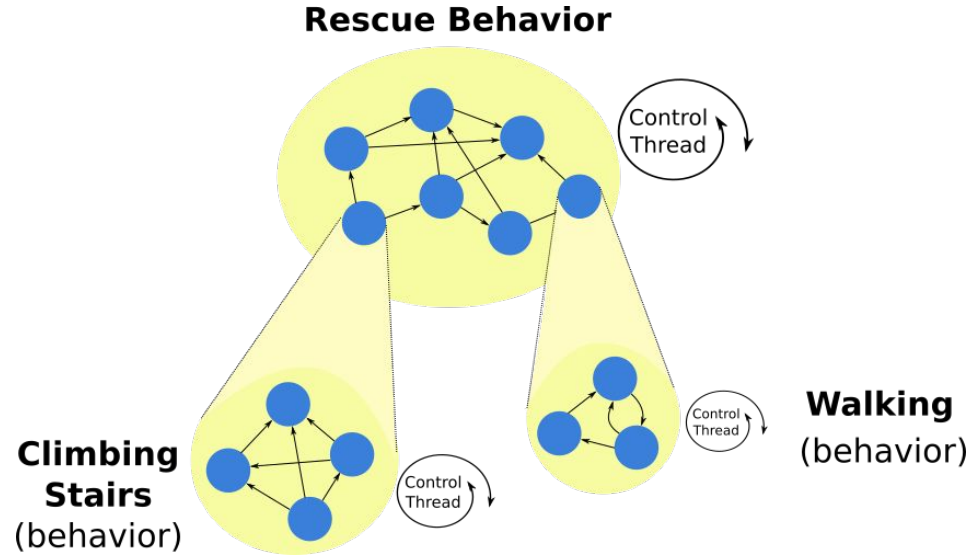 Rescue Behavior
Control
Thread
Control
Thread
Walking
(behavior)
Climbing
Stairs
(behavior)
Control
Thread